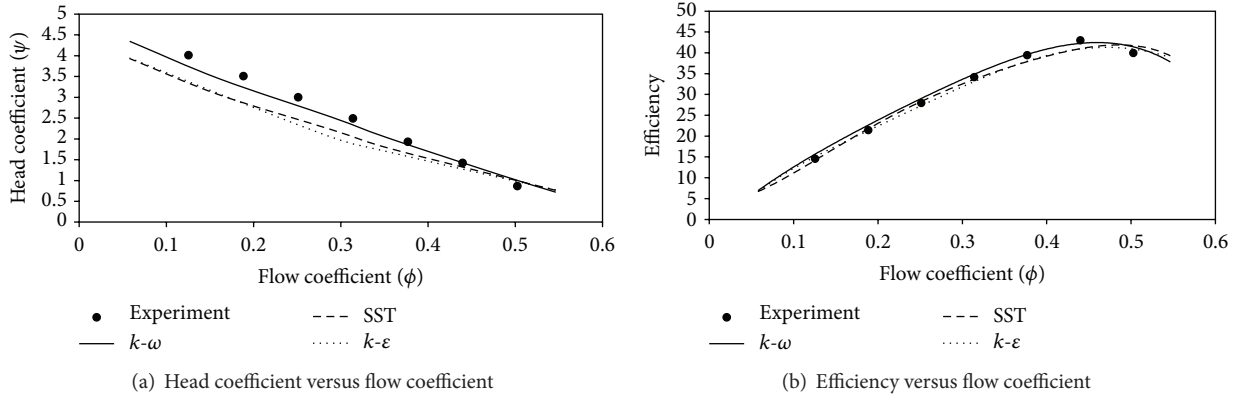 Head coefficient (ψ)
5
4.5
4
3.5
3
2.5
2
1.5
1
0.5
0
0
0.1
0.2
0.3
0.4
0.5
0.6
Flow coefficient (ϕ)
Experiment
SST
k-ω
k-ε
(a) Head coefficient versus flow coefficient
Efficiency
50
45
40
35
30
25
20
15
10
5
0
0
0.1
0.2
0.3
0.4
0.5
0.6
Flow coefficient (ϕ)
Experiment
SST
k-ω
k-ε
(b) Efficiency versus flow coefficient